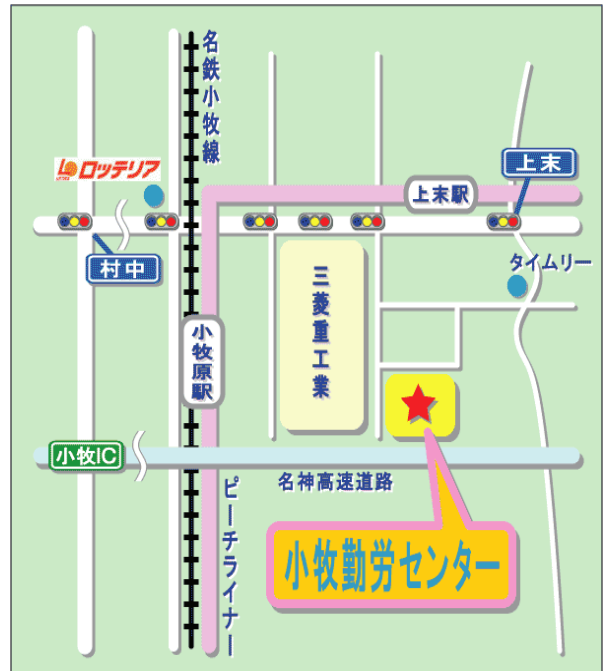 名鉄小牧線
ロッテリア
上末
上末駅
村中
タイムリー
三菱重工業
小牧原駅
小牧IC
名神高速道路
ピーチライナー
小牧勤労センター